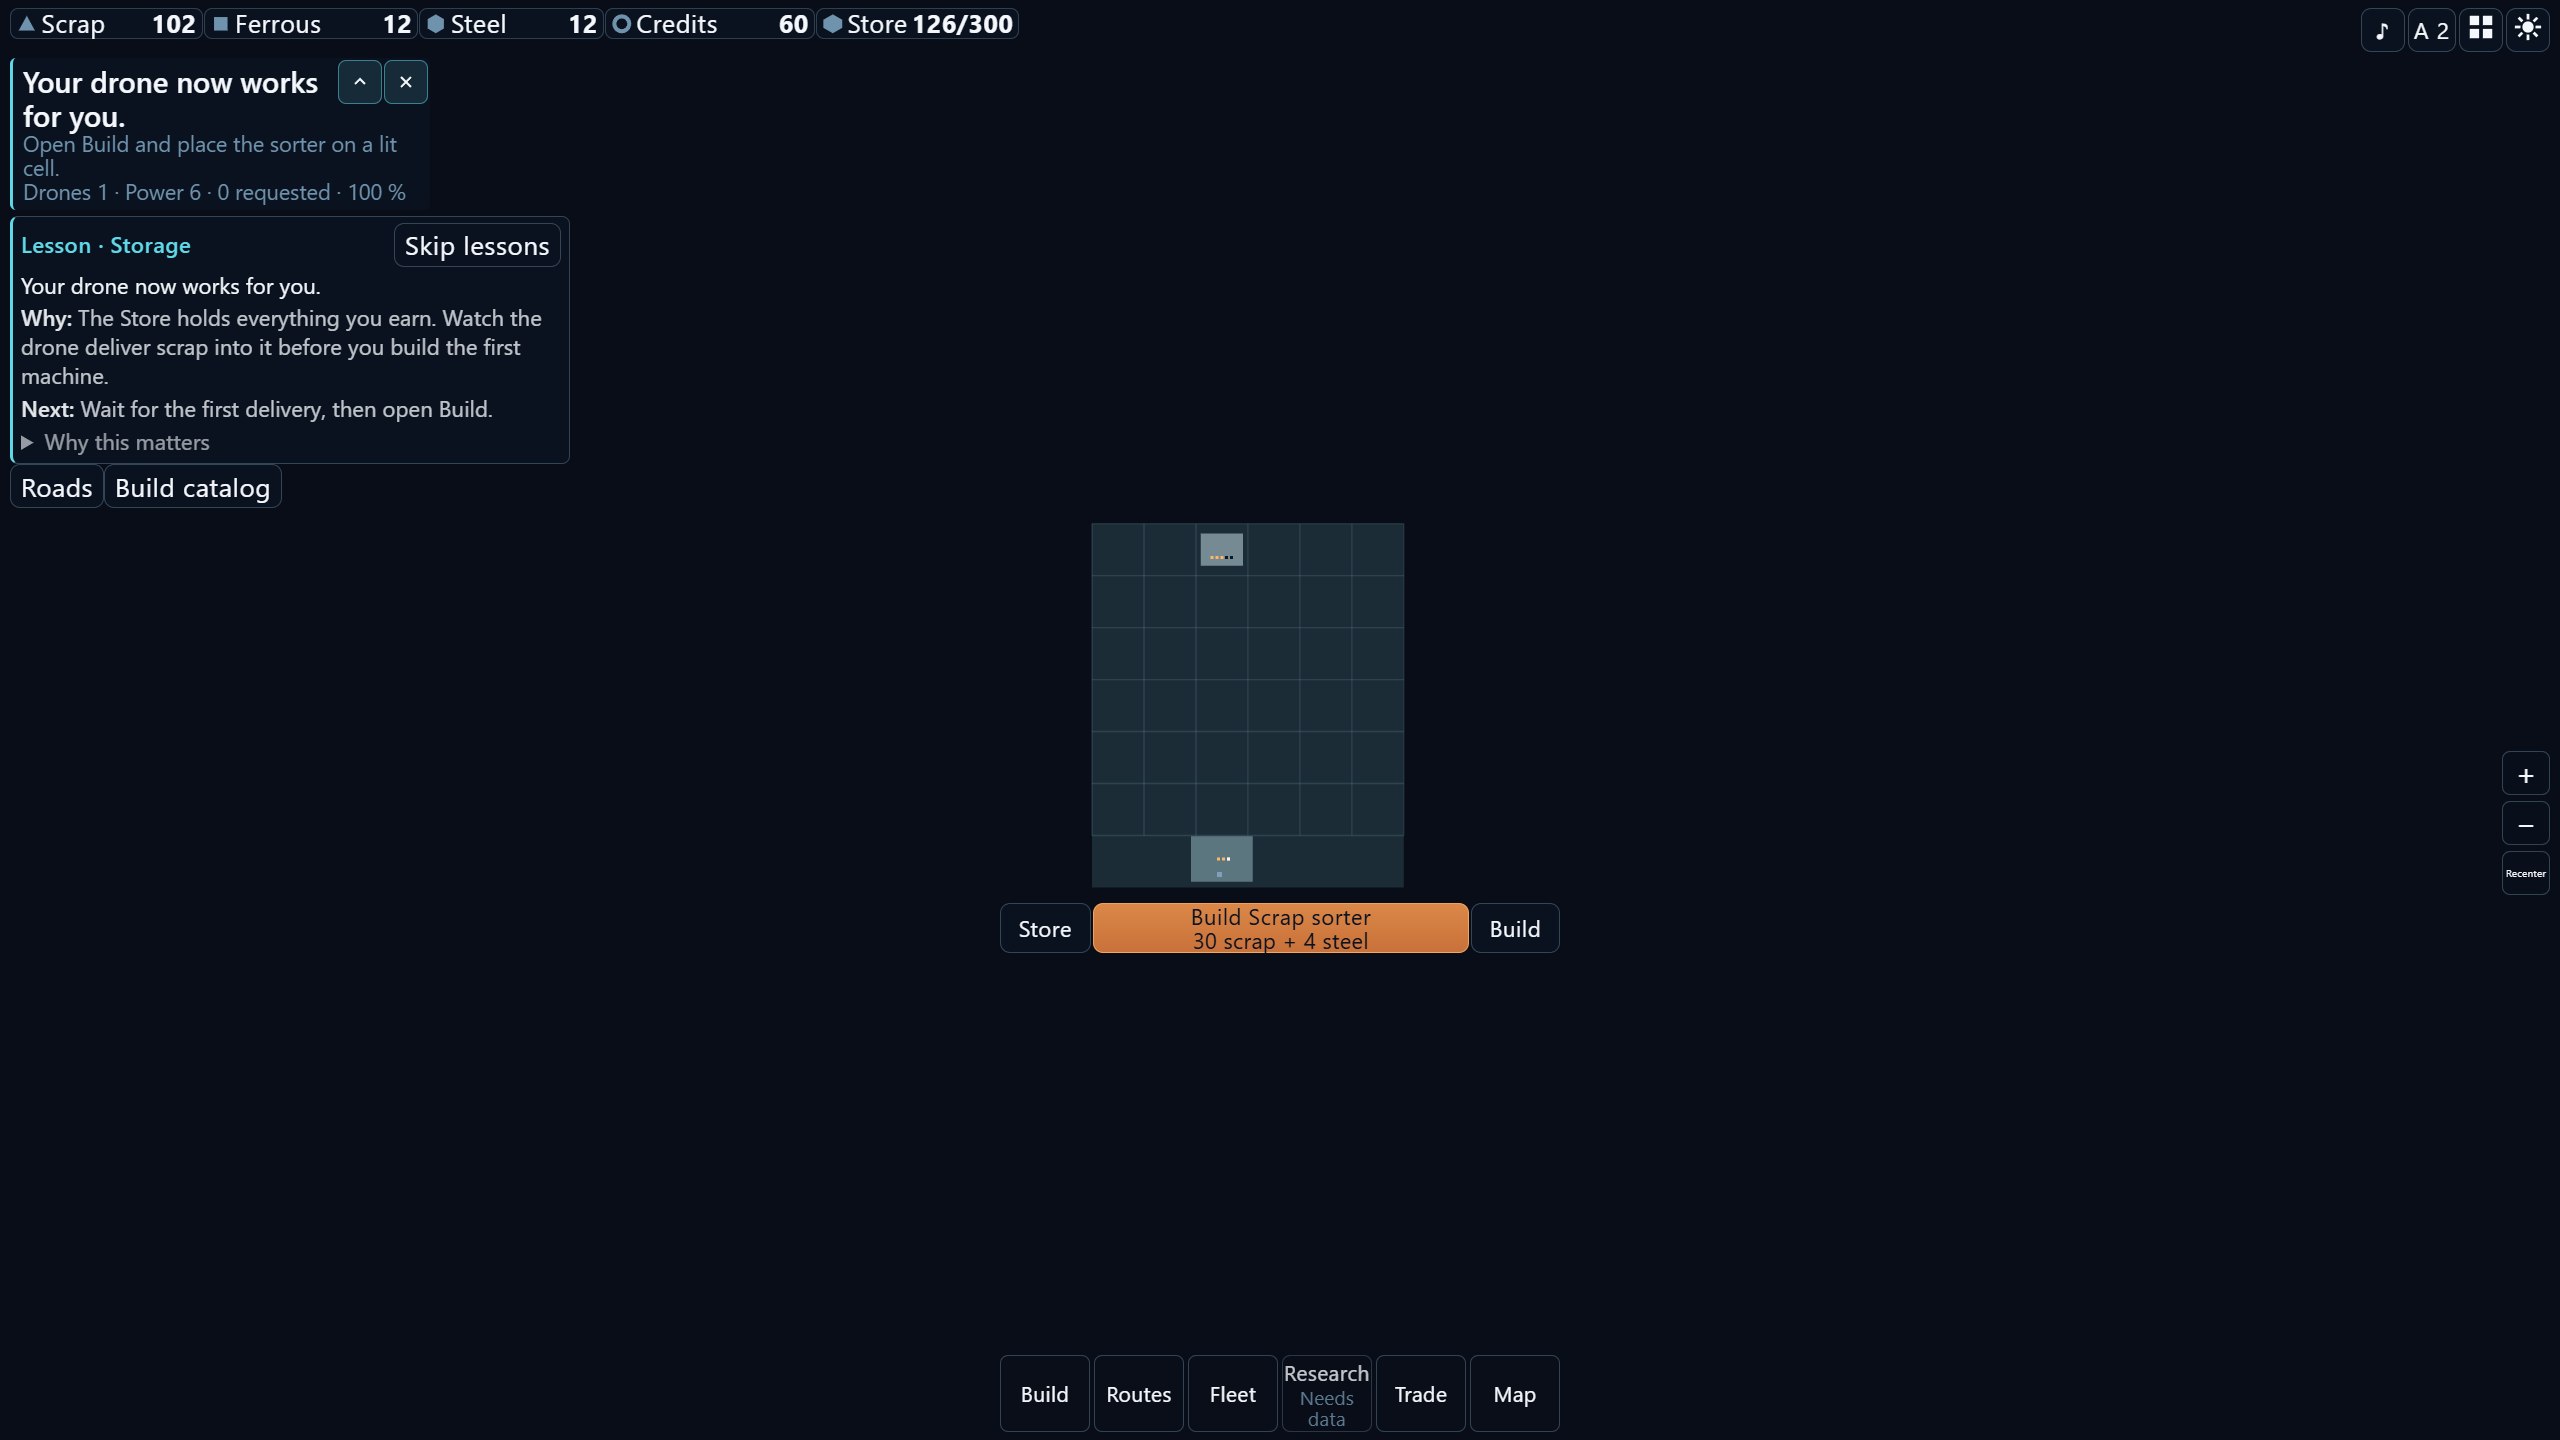 Scrap 102 Ferrous 12 Steel 12 Credits 60 Store 126/300
A 2
Your drone now works
for you.
Open Build and place the sorter on a lit
cell.
Drones 1 · Power 6 · 0 requested · 100 %
Lesson · Storage
Skip lessons
Your drone now works for you.
Why: The Store holds everything you earn. Watch the
drone deliver scrap into it before you build the first
machine.
Next: Wait for the first delivery, then open Build.
Why this matters
Roads Build catalog
+
−
Recenter
Store
Build Scrap sorter
30 scrap + 4 steel
Build
Build
Routes
Fleet
Research
Needs
data
Trade
Map